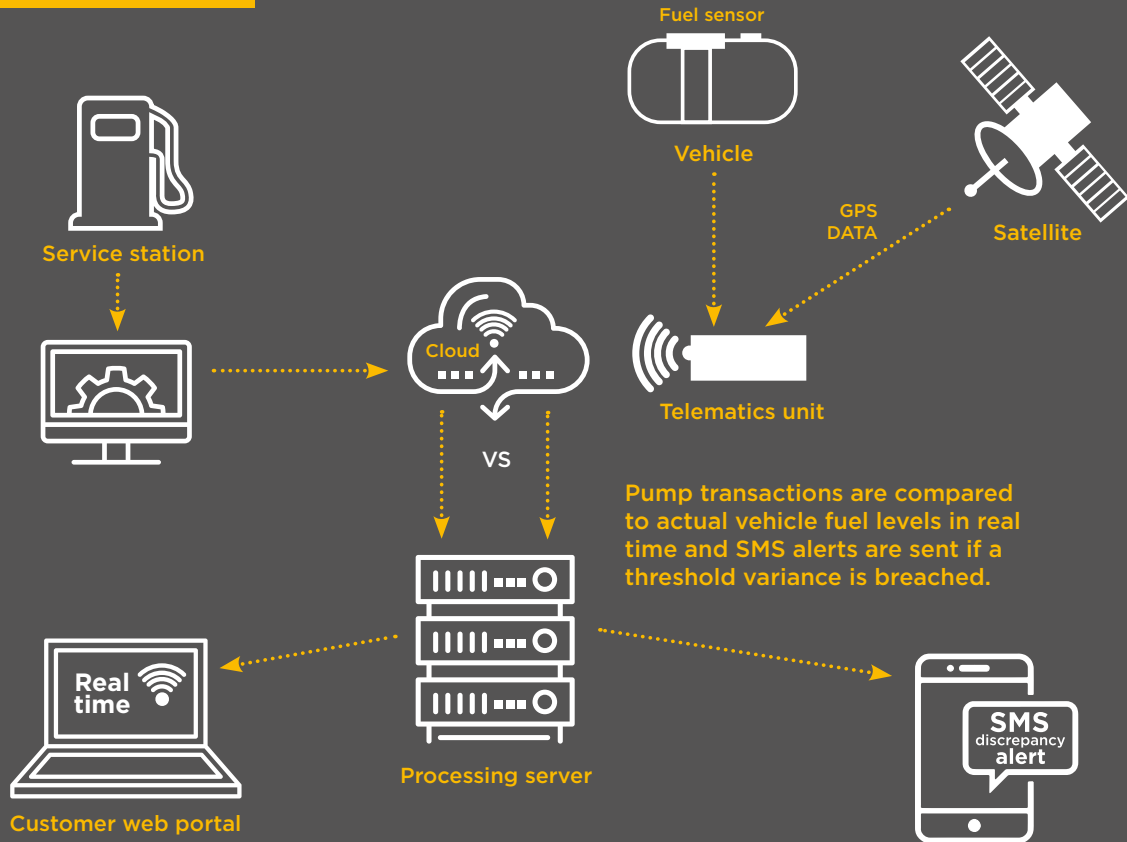 Fuel sensor
Vehicle
Service station
GPS
DATA
Satellite
Cloud
Telematics unit
VS
Pump transactions are compared
to actual vehicle fuel levels in real
time and SMS alerts are sent if a
threshold variance is breached.
Real
time
SMS
discrepancy
alert
Processing server
Customer web portal